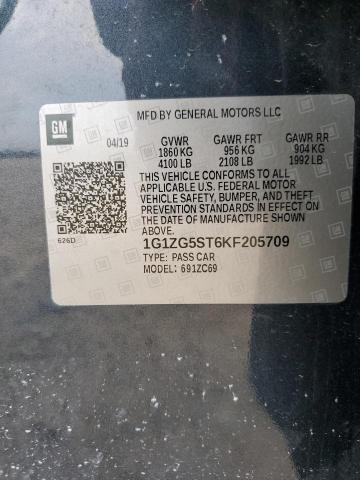 GM
MFD BY GENERAL MOTORS LLC
04/19 GVWR GAWR FRT GAWR RR
1860 KG 956 KG 904 KG
4100 LB 2108 LB 1992 LB
THIS VEHICLE CONFORMS TO ALL
APPLICABLE U.S. FEDERAL MOTOR
VEHICLE SAFETY, BUMPER, AND THEFT
PREVENTION STANDARDS IN EFFECT ON
THE DATE OF MANUFACTURE SHOWN
ABOVE.
626D
1G1ZG5ST6KF205709
TYPE: PASS CAR
MODEL: 691ZC69